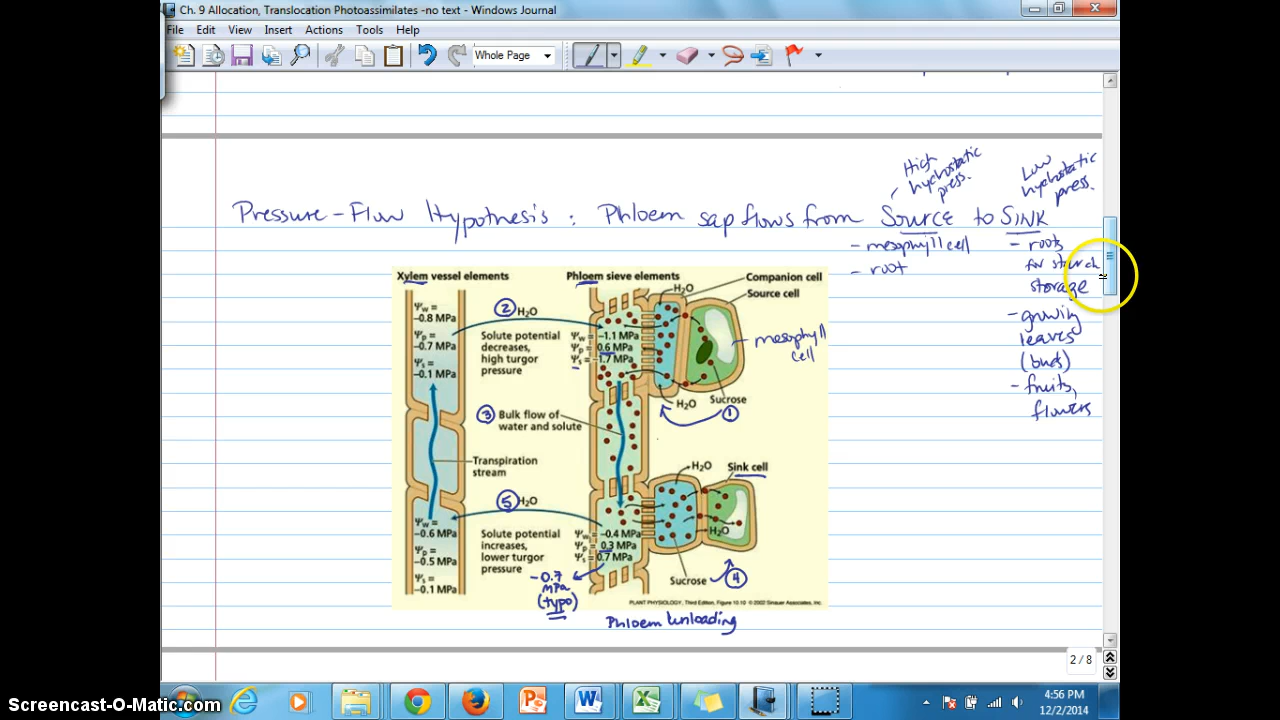 Ch. 9 Allocation, Translocation Photoassimilates -no text - Windows Journal
File Edit View Insert Actions Tools Help
Whole Page
High
hydrostatic
press.
Low
hydrostatic
press.
Pressure-Flow Hypothesis : Phloem sap flows from Source to SINK
- mesophyll cell
- root
- roots
for starch
storage
- growing
leaves
(buds)
- fruits,
flowers
Xylem vessel elements
Phloem sieve elements
Companion cell
Source cell
H₂O
Ψw =
-0.8 MPa
Ψp =
-0.7 MPa
Ψs =
-0.1 MPa
② H₂O
Solute potential
decreases,
high turgor
pressure
Ψw = -1.1 MPa
Ψp = 0.6 MPa
Ψs = -1.7 MPa
mesophyll
cell
H₂O
Sucrose
①
③ Bulk flow of
water and solute
Transpiration
stream
H₂O
Sink cell
⑤ H₂O
Ψw =
-0.6 MPa
Ψp =
-0.5 MPa
Ψs =
-0.1 MPa
Solute potential
increases,
lower turgor
pressure
Ψw = -0.4 MPa
Ψp = 0.3 MPa
Ψs = 0.7 MPa
H₂O
-0.7
MPa
(typo)
Sucrose
④
PLANT PHYSIOLOGY, Third Edition, Figure 10.10 © 2002 Sinauer Associates, Inc.
Phloem Unloading
2 / 8
Screencast-O-Matic.com
4:56 PM
12/2/2014